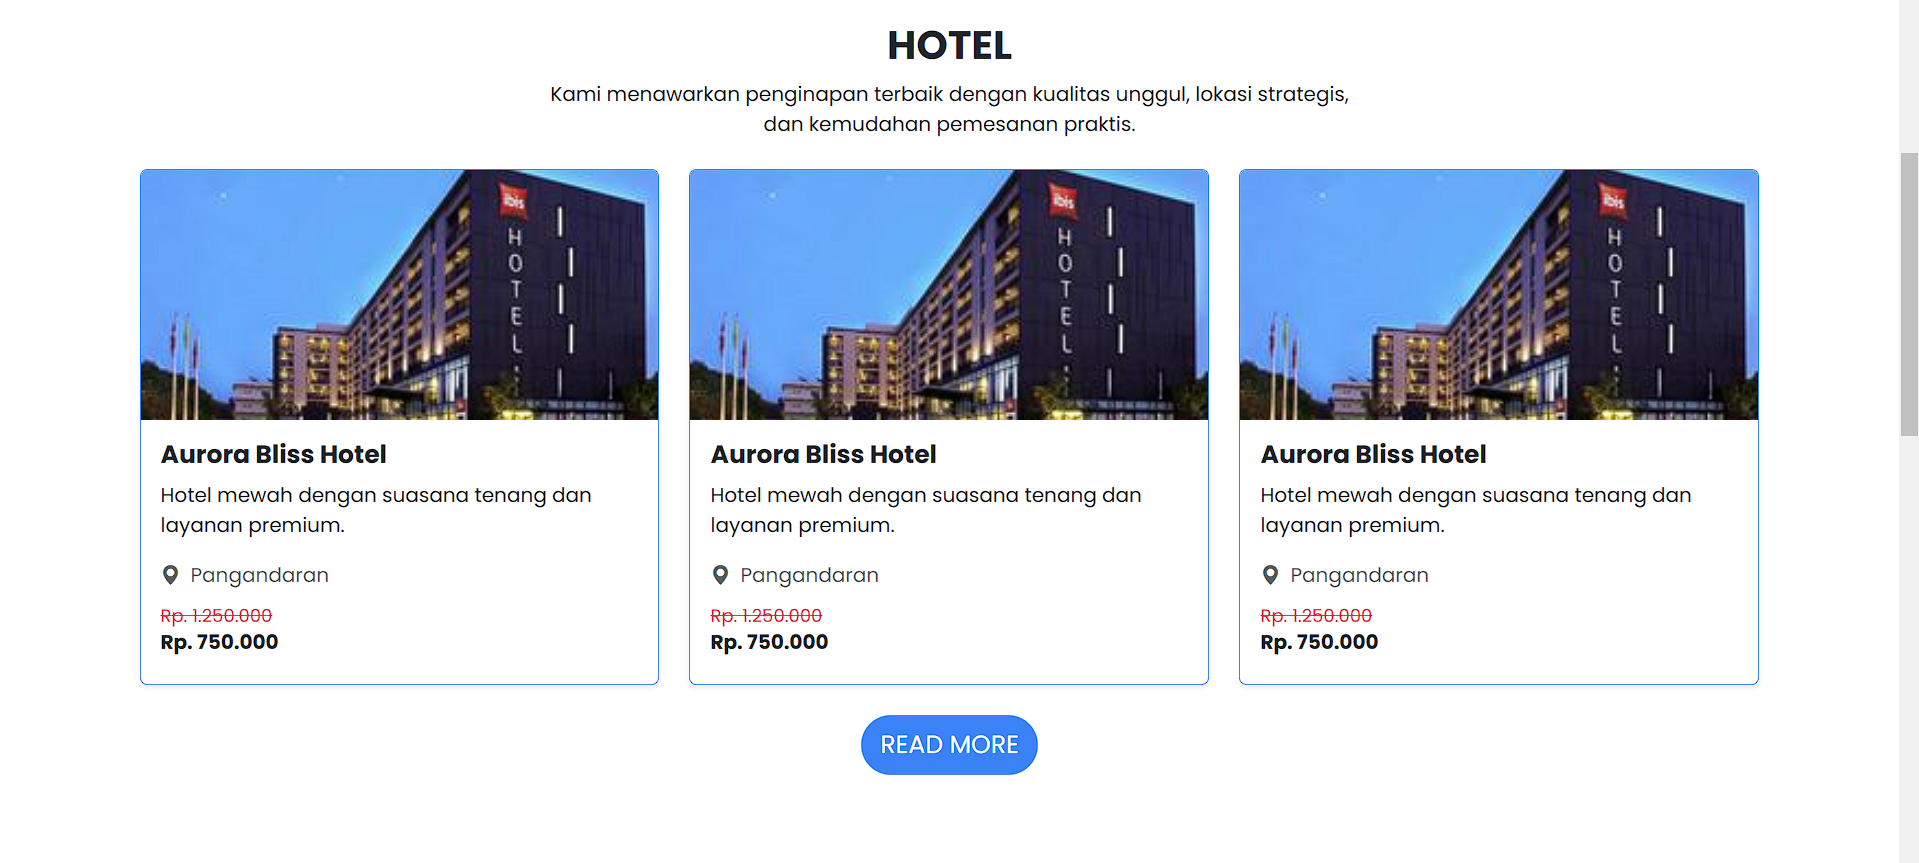 HOTEL
Kami menawarkan penginapan terbaik dengan kualitas unggul, lokasi strategis,
dan kemudahan pemesanan praktis.
ibis
HOTEL
ibis
HOTEL
ibis
HOTEL
Aurora Bliss Hotel
Hotel mewah dengan suasana tenang dan
layanan premium.
Pangandaran
Rp. 1.250.000
Rp. 750.000
Aurora Bliss Hotel
Hotel mewah dengan suasana tenang dan
layanan premium.
Pangandaran
Rp. 1.250.000
Rp. 750.000
Aurora Bliss Hotel
Hotel mewah dengan suasana tenang dan
layanan premium.
Pangandaran
Rp. 1.250.000
Rp. 750.000
READ MORE